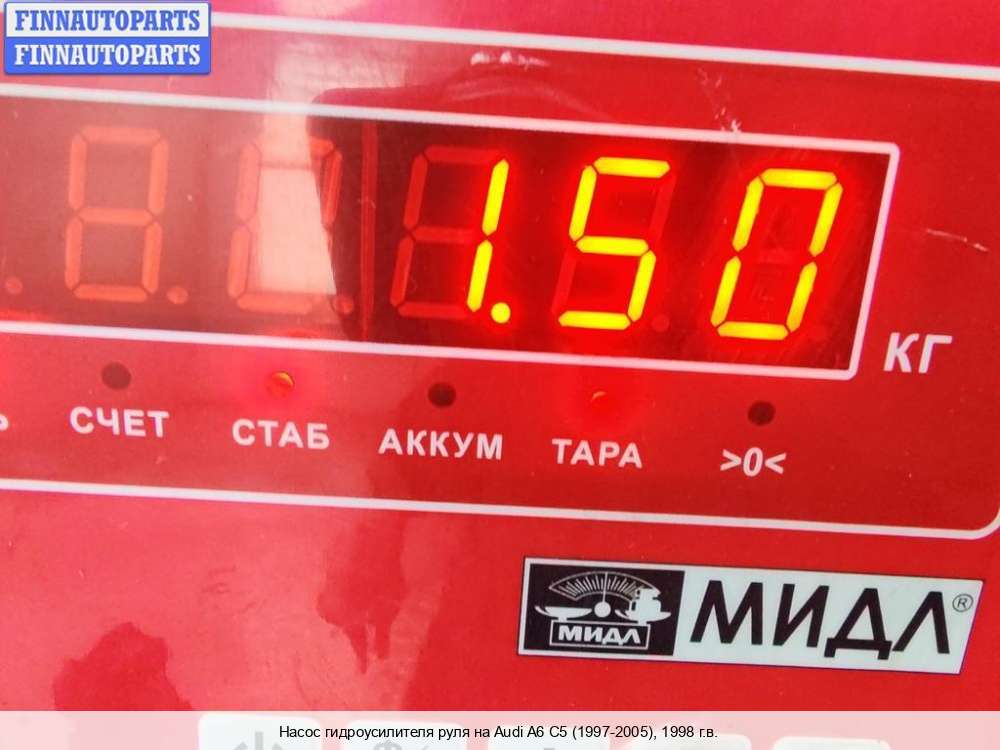 FINNAUTOPARTS
FINNAUTOPARTS
1.50
КГ
СЧЕТ
СТАБ
АККУМ
ТАРА
>0<
МИДЛ
МИДЛ®
Насос гидроусилителя руля на Audi A6 C5 (1997-2005), 1998 г.в.